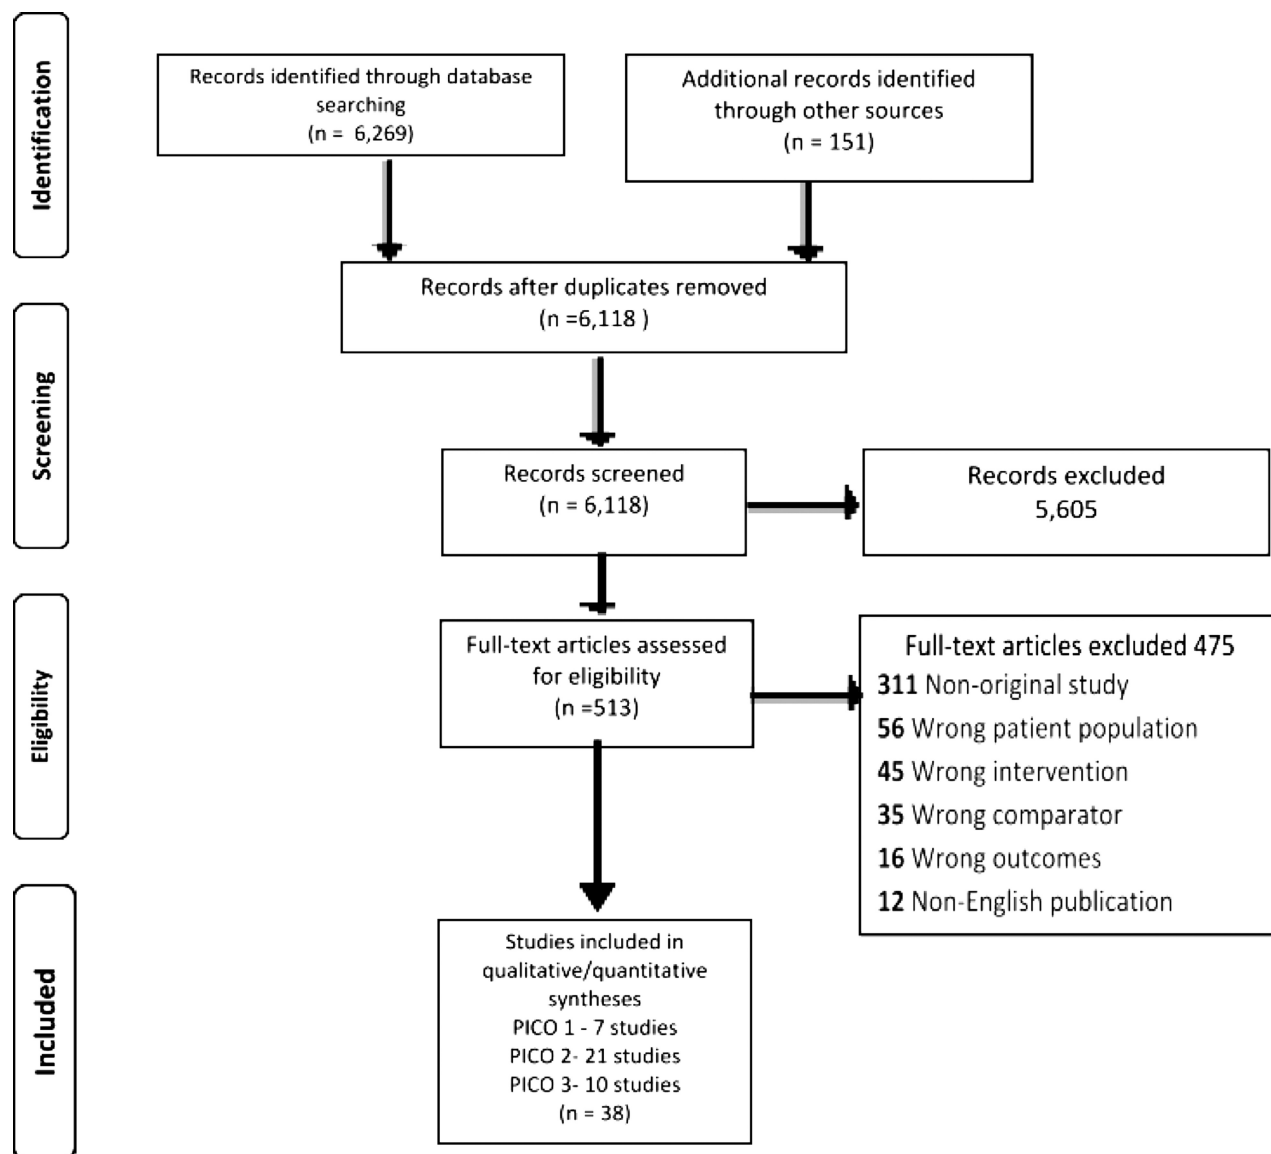 Identification
Records identified through database
searching
(n =  6,269)
Additional records identified
through other sources
(n = 151)
Records after duplicates removed
(n =6,118 )
Screening
Records screened
(n = 6,118)
Records excluded
5,605
Eligibility
Full-text articles assessed
for eligibility
(n =513)
Full-text articles excluded 475
311 Non-original study
56 Wrong patient population
45 Wrong intervention
35 Wrong comparator
16 Wrong outcomes
12 Non-English publication
Included
Studies included in
qualitative/quantitative
syntheses
PICO 1 - 7 studies
PICO 2- 21 studies
PICO 3- 10 studies
(n = 38)